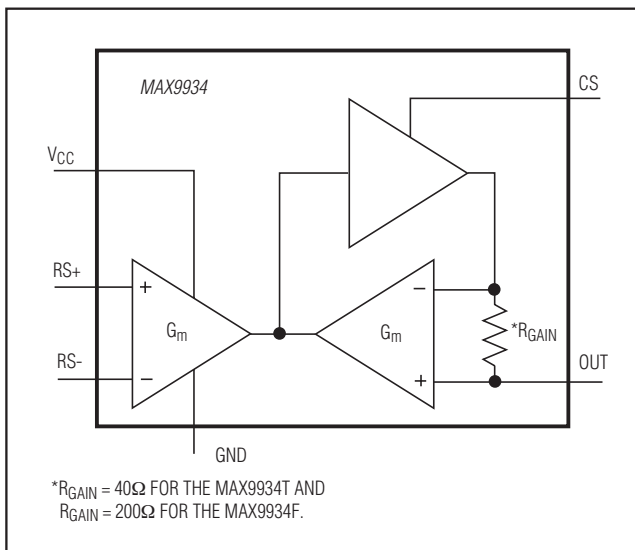 MAX9934
CS
VCC
RS+
+
Gm
RS-
−
−
Gm
+
*RGAIN
OUT
GND
*RGAIN = 40Ω FOR THE MAX9934T AND
RGAIN = 200Ω FOR THE MAX9934F.